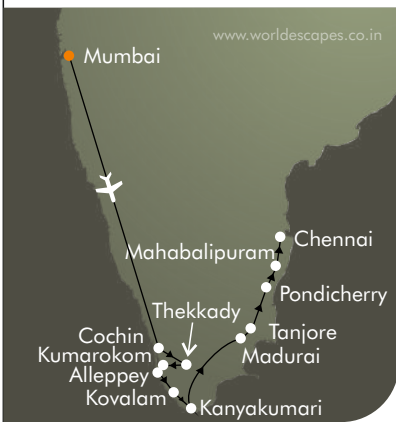 www.worldescapes.co.in
Mumbai
Chennai
Mahabalipuram
Pondicherry
Thekkady
Tanjore
Cochin
Madurai
Kumarokom
Alleppey
Kovalam
Kanyakumari